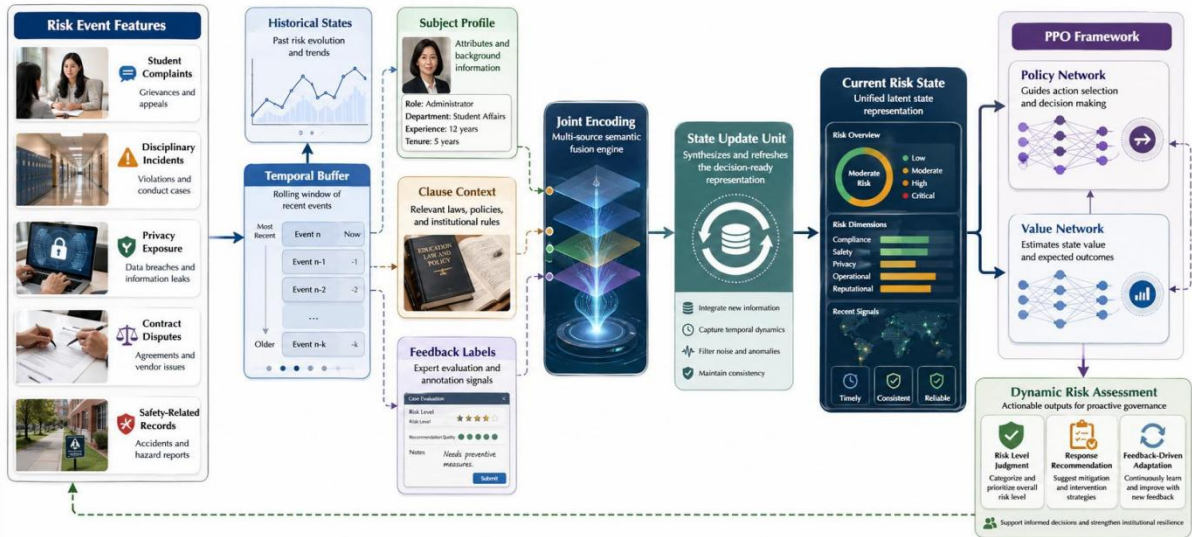 Risk Event Features
Student
Complaints
Grievances and
appeals
Disciplinary
Incidents
Violations and
conduct cases
Privacy
Exposure
Data breaches and
information leaks
Contract
Disputes
Agreements and
vendor issues
Safety-Related
Records
Accidents and
hazard reports
Historical States
Past risk evolution
and trends
Temporal Buffer
Rolling window of
recent events
Most
Recent
Event n Now
Event n-1 -1
Event n-2 -2
...
Older
Event n-k -k
Subject Profile
Attributes and
background
information
Role: Administrator
Department: Student Affairs
Experience: 12 years
Tenure: 5 years
Clause Context
Relevant laws, policies,
and institutional rules
EDUCATION
LAW AND
POLICY
Feedback Labels
Expert evaluation and
annotation signals
Case Evaluation
Risk Level
Risk Level
Recommendation Quality
Notes
Needs preventive
measures.
Submit
Joint Encoding
Multi-source semantic
fusion engine
State Update Unit
Synthesizes and refreshes
the decision-ready
representation
Integrate new information
Capture temporal dynamics
Filter noise and anomalies
Maintain consistency
Current Risk State
Unified latent state
representation
Risk Overview
Moderate
Risk
Low
Moderate
High
Critical
Risk Dimensions
Compliance
Safety
Privacy
Operational
Reputational
Recent Signals
Timely
Consistent
Reliable
PPO Framework
Policy Network
Guides action selection
and decision making
Value Network
Estimates state value
and expected outcomes
Dynamic Risk Assessment
Actionable outputs for proactive governance
Risk Level
Judgment
Categorize and
prioritize overall
risk level
Response
Recommendation
Suggest mitigation
and intervention
strategies
Feedback-Driven
Adaptation
Continuously learn
and improve with
new feedback
Support informed decisions and strengthen institutional resilience